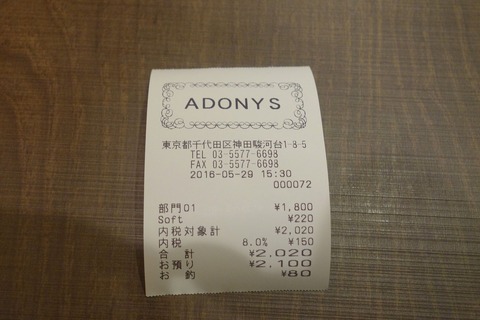 ADONYS
東京都千代田区神田駿河台1-8-5
TEL 03-5577-6698
FAX 03-5577-6698
2016-05-29 15:30
000072
部門01 ¥1,800
Soft ¥220
内税対象計 ¥2,020
内税 8.0% ¥150
合 計 ¥2,020
お預り ¥2,100
お 釣 ¥80